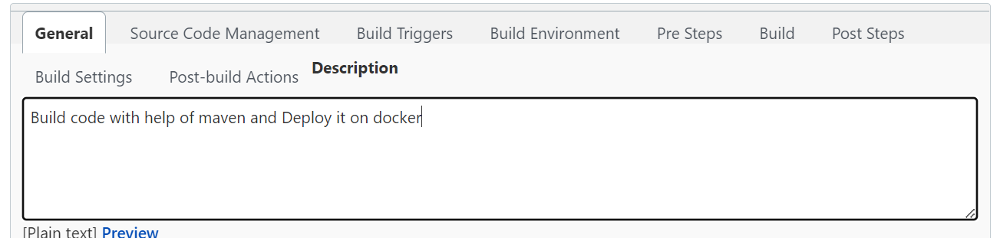 General Source Code Management Build Triggers Build Environment Pre Steps Build Post Steps
Build Settings Post-build Actions Description
Build code with help of maven and Deploy it on docker
[Plain text] Preview